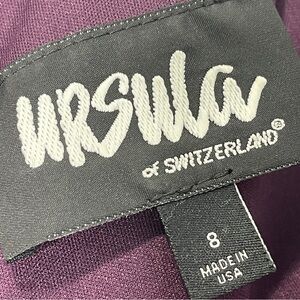 URSula
of SWITZERLAND®
8
MADE IN
USA